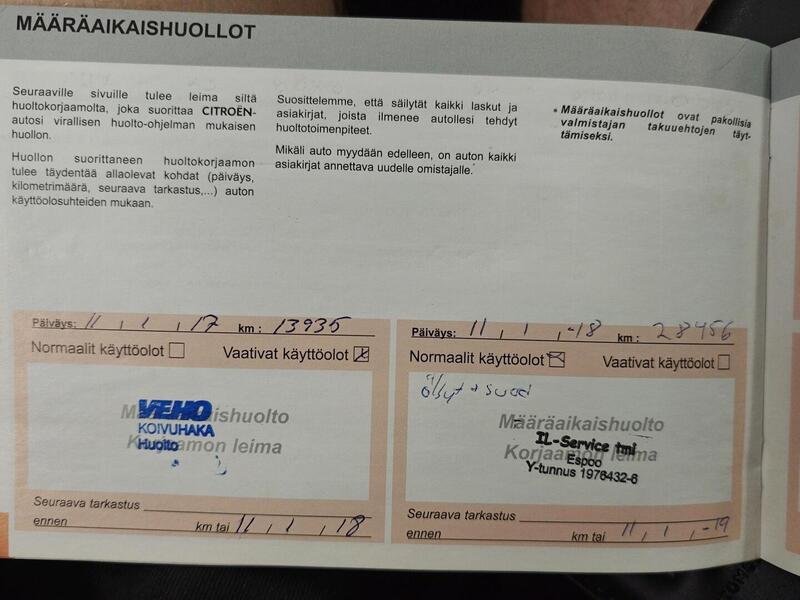 MÄÄRÄAIKAISHUOLLOT
Seuraaville sivuille tulee leima siltä
huoltokorjaamolta, joka suorittaa CITROËN-
autosi virallisen huolto-ohjelman mukaisen
huollon.
Huollon suorittaneen huoltokorjaamon
tulee täydentää allaolevat kohdat (päiväys,
kilometrimäärä, seuraava tarkastus,...) auton
käyttöolosuhteiden mukaan.
Suosittelemme, että säilytät kaikki laskut ja
asiakirjat, joista ilmenee autollesi tehdyt
huoltotoimenpiteet.
Mikäli auto myydään edelleen, on auton kaikki
asiakirjat annettava uudelle omistajalle.
• Määräaikaishuollot ovat pakollisia
valmistajan takuuehtojen täyt-
tämiseksi.
Päiväys: 11, 1, 17 km: 13935
Normaalit käyttöolot Vaativat käyttöolot
Määräaikaishuolto
Korjaamon leima
VEHO
KOIVUHAKA
Huolto
Seuraava tarkastus
ennen km tai 11, 1, 18
Päiväys: 11, 1, -18 km: 28456
Normaalit käyttöolot Vaativat käyttöolot
Määräaikaishuolto
Korjaamon leima
IL-Service tmi
Espoo
Y-tunnus 1976432-6
Seuraava tarkastus
ennen km tai 11, 1, -19